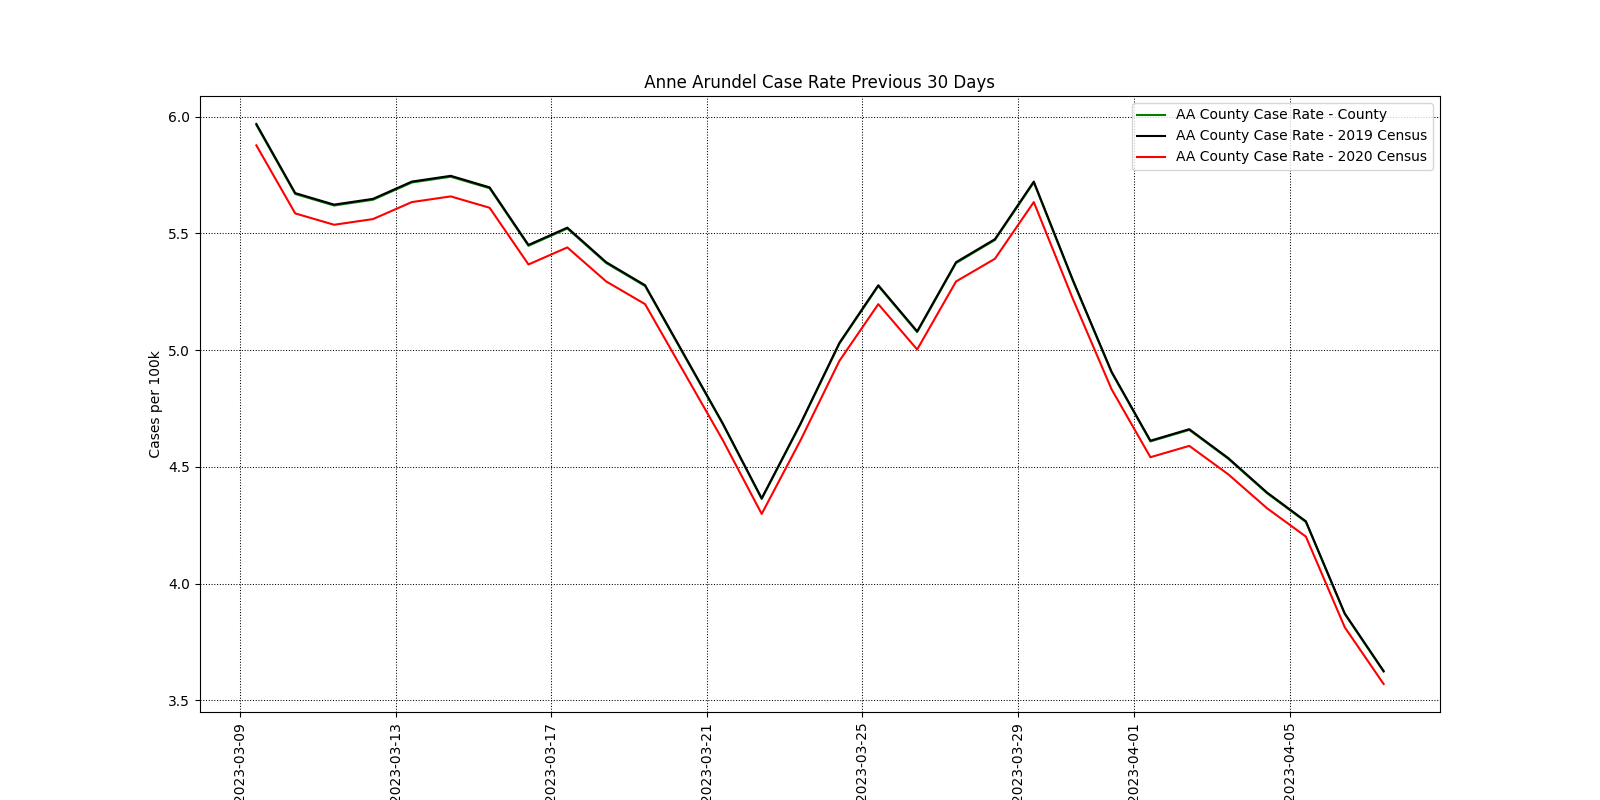 Anne Arundel Case Rate Previous 30 Days
AA County Case Rate - County
AA County Case Rate - 2019 Census
AA County Case Rate - 2020 Census
Cases per 100k
6.0
5.5
5.0
4.5
4.0
3.5
2023-03-09
2023-03-13
2023-03-17
2023-03-21
2023-03-25
2023-03-29
2023-04-01
2023-04-05